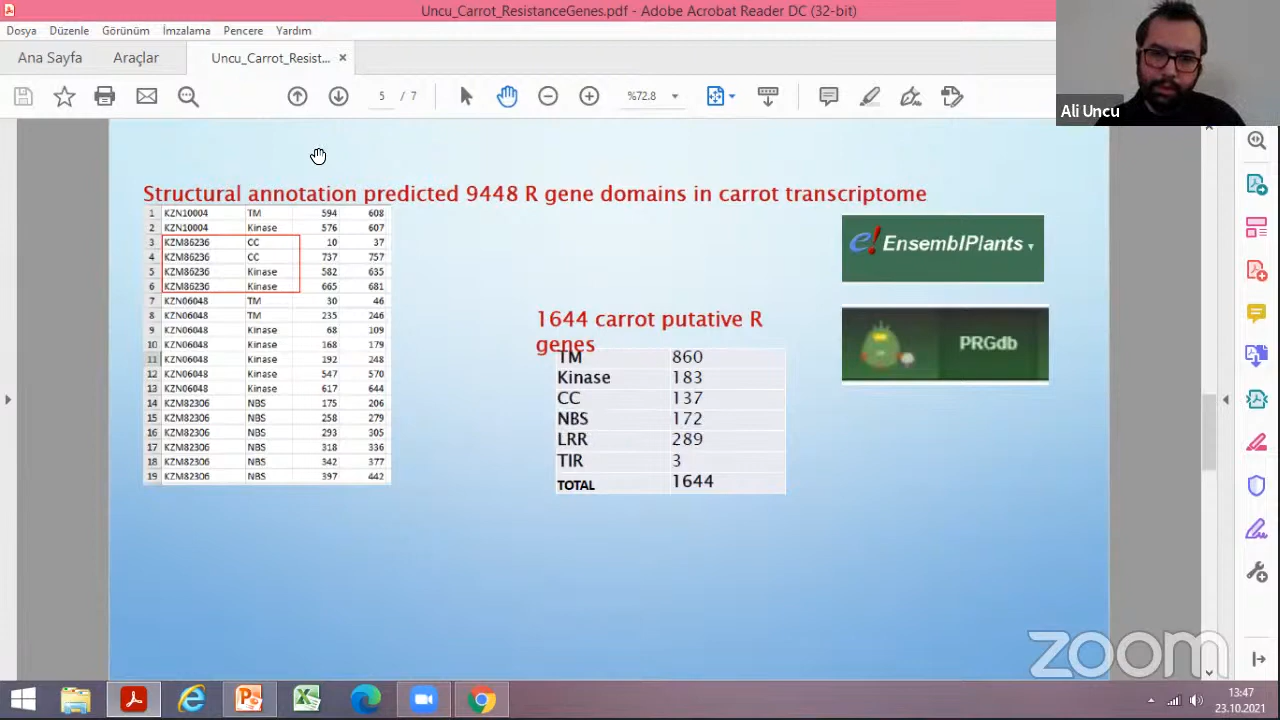 Uncu_Carrot_ResistanceGenes.pdf - Adobe Acrobat Reader DC (32-bit)
Dosya Düzenle Görünüm İmzalama Pencere Yardım
Ana Sayfa Araçlar Uncu_Carrot_Resist... ×
5 / 7 %72.8
Ali Uncu
Structural annotation predicted 9448 R gene domains in carrot transcriptome
1 KZN10004 TM 594 608
2 KZN10004 Kinase 576 607
3 KZM86236 CC 10 37
4 KZM86236 CC 737 757
5 KZM86236 Kinase 582 635
6 KZM86236 Kinase 665 681
7 KZN06048 TM 30 46
8 KZN06048 TM 235 246
9 KZN06048 Kinase 68 109
10 KZN06048 Kinase 168 179
11 KZN06048 Kinase 192 248
12 KZN06048 Kinase 547 570
13 KZN06048 Kinase 617 644
14 KZM82306 NBS 175 206
15 KZM82306 NBS 258 279
16 KZM82306 NBS 293 305
17 KZM82306 NBS 318 336
18 KZM82306 NBS 342 377
19 KZM82306 NBS 397 442
1644 carrot putative R
genes
TM 860
Kinase 183
CC 137
NBS 172
LRR 289
TIR 3
TOTAL 1644
e! EnsemblPlants
PRGdb
zoom
13:47
23.10.2021